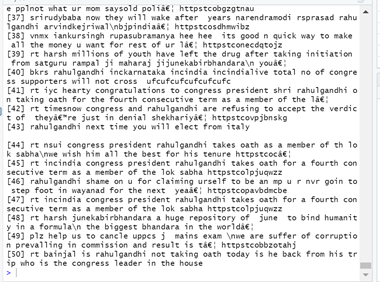 e pplnot what ur mom saysold poliâ€¦ httpstcobgzgtnau
[37] srirudybaba now they will wake after  years narendramodi rsprasad rahu
lgandhi arvindkejriwal\nbjpindiaâ€¦ httpstcosdhmwibz
[38] vnmx iankursingh rupasubramanya hee hee  its good n quick way to make
all the money u want for rest of ur lâ€¦ httpstconecdqtojz
[39] rt harsh millions of youth have left the drug after taking initiation
from satguru rampal ji maharaj jijunekabirbhandara\n youâ€¦
[40] bkrs rahulgandhi inckarnataka incindia incindialive total no of congre
ss supporters will not cross  ufcufcfufcufcufcufc
[41] rt iyc hearty congratulations to congress president shri rahulgandhi o
n taking oath for the fourth consecutive term as a member of the lâ€¦
[42] rt timesnow congress and rahulgandhi are refusing to accept the verdic
t of  theyâ€™re just in denial shekhariyâ€¦ httpstcovpjbnskg
[43] rahulgandhi next time you will elect from italy
[44] rt nsui congress president rahulgandhi takes oath as a member of th lo
k sabha\nwe wish him all the best for his tenure httpstcocâ€¦
[45] rt incindia congress president rahulgandhi takes oath for a fourth con
secutive term as a member of the lok sabha httpstcolpjuqwzz
[46] rahulgandhi shame on u for claiming urself to be an mp u r nvr goin to
step foot in wayanad for the next  yeaâ€¦ httpstcopavbdmcbe
[47] rt incindia congress president rahulgandhi takes oath for a fourth con
secutive term as a member of the lok sabha httpstcolpjuqwzz
[48] rt harsh junekabirbhandara a huge repository of  june  to bind humanit
y in a formula\n the biggest bhandara in the worldâ€¦
[49] plz help us to cancle uppcs j  mains exam \nwe are suffer of corruptio
n prevalling in commission and result is tâ€¦ httpstcobbzotahj
[50] rt bainjal is rahulgandhi not taking oath today is he back from his tr
ip who is the congress leader in the house
>